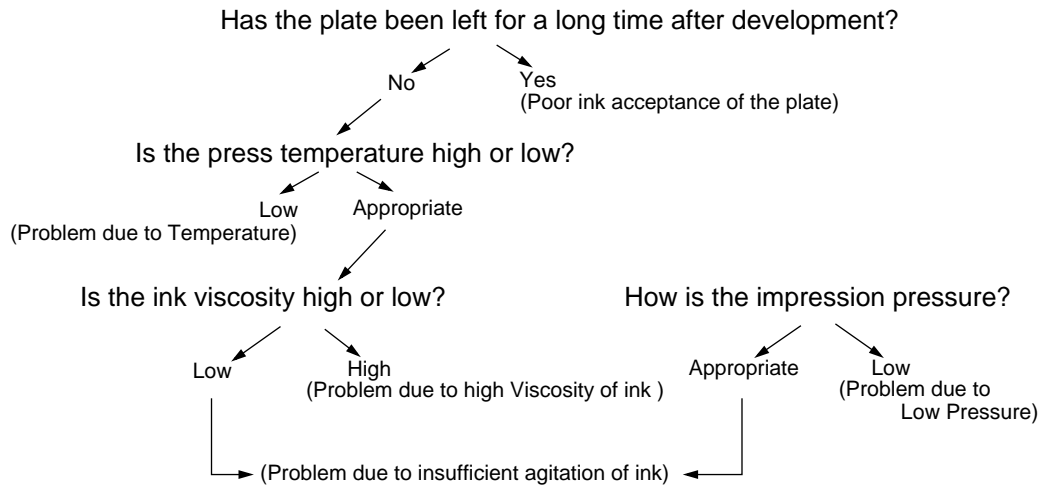 Has the plate been left for a long time after development?
No
Yes
(Poor ink acceptance of the plate)
Is the press temperature high or low?
Low
(Problem due to Temperature)
Appropriate
Is the ink viscosity high or low?
How is the impression pressure?
Low
High
(Problem due to high Viscosity of ink )
Appropriate
Low
(Problem due to
Low Pressure)
(Problem due to insufficient agitation of ink)